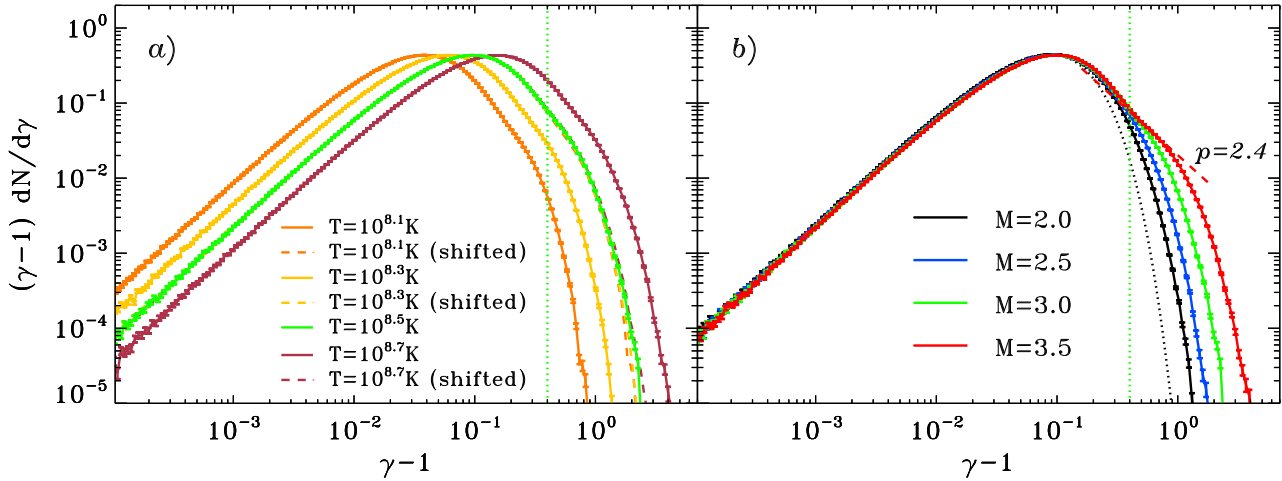 a)
b)
10⁰
10⁻¹
10⁻²
10⁻³
10⁻⁴
10⁻⁵
(γ−1) dN/dγ
T=10^8.1K
T=10^8.1K (shifted)
T=10^8.3K
T=10^8.3K (shifted)
T=10^8.5K
T=10^8.7K
T=10^8.7K (shifted)
p=2.4
M=2.0
M=2.5
M=3.0
M=3.5
10⁻³ 10⁻² 10⁻¹ 10⁰
10⁻³ 10⁻² 10⁻¹ 10⁰
γ−1
γ−1